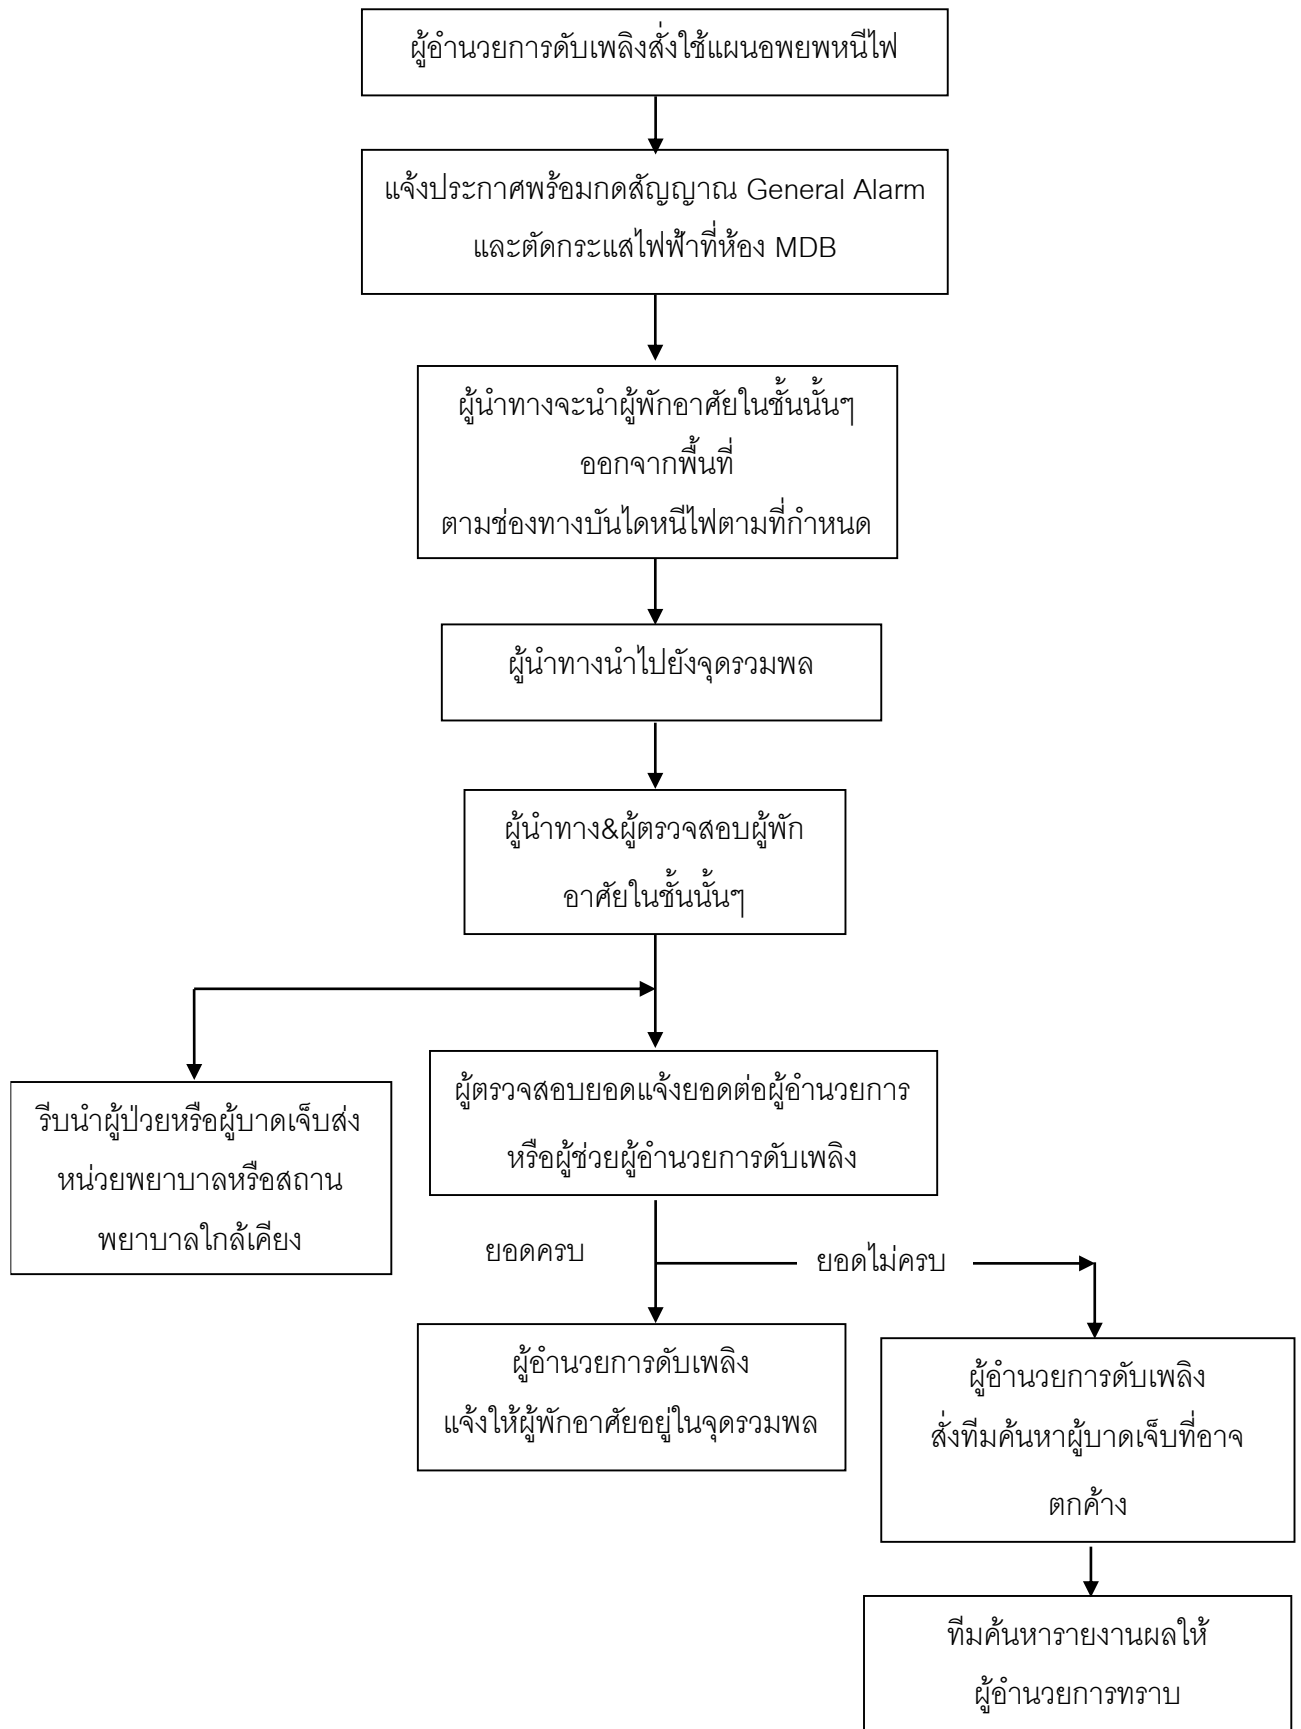 ผู้อำนวยการดับเพลิงสั่งใช้แผนอพยพหนีไฟ
แจ้งประกาศพร้อมกดสัญญาณ General Alarm
และตัดกระแสไฟฟ้าที่ห้อง MDB
ผู้นำทางจะนำผู้พักอาศัยในชั้นนั้นๆ
ออกจากพื้นที่
ตามช่องทางบันไดหนีไฟตามที่กำหนด
ผู้นำทางนำไปยังจุดรวมพล
ผู้นำทาง&ผู้ตรวจสอบผู้พัก
อาศัยในชั้นนั้นๆ
รีบนำผู้ป่วยหรือผู้บาดเจ็บส่ง
หน่วยพยาบาลหรือสถาน
พยาบาลใกล้เคียง
ผู้ตรวจสอบยอดแจ้งยอดต่อผู้อำนวยการ
หรือผู้ช่วยผู้อำนวยการดับเพลิง
ยอดครบ
ยอดไม่ครบ
ผู้อำนวยการดับเพลิง
แจ้งให้ผู้พักอาศัยอยู่ในจุดรวมพล
ผู้อำนวยการดับเพลิง
สั่งทีมค้นหาผู้บาดเจ็บที่อาจ
ตกค้าง
ทีมค้นหารายงานผลให้
ผู้อำนวยการทราบ